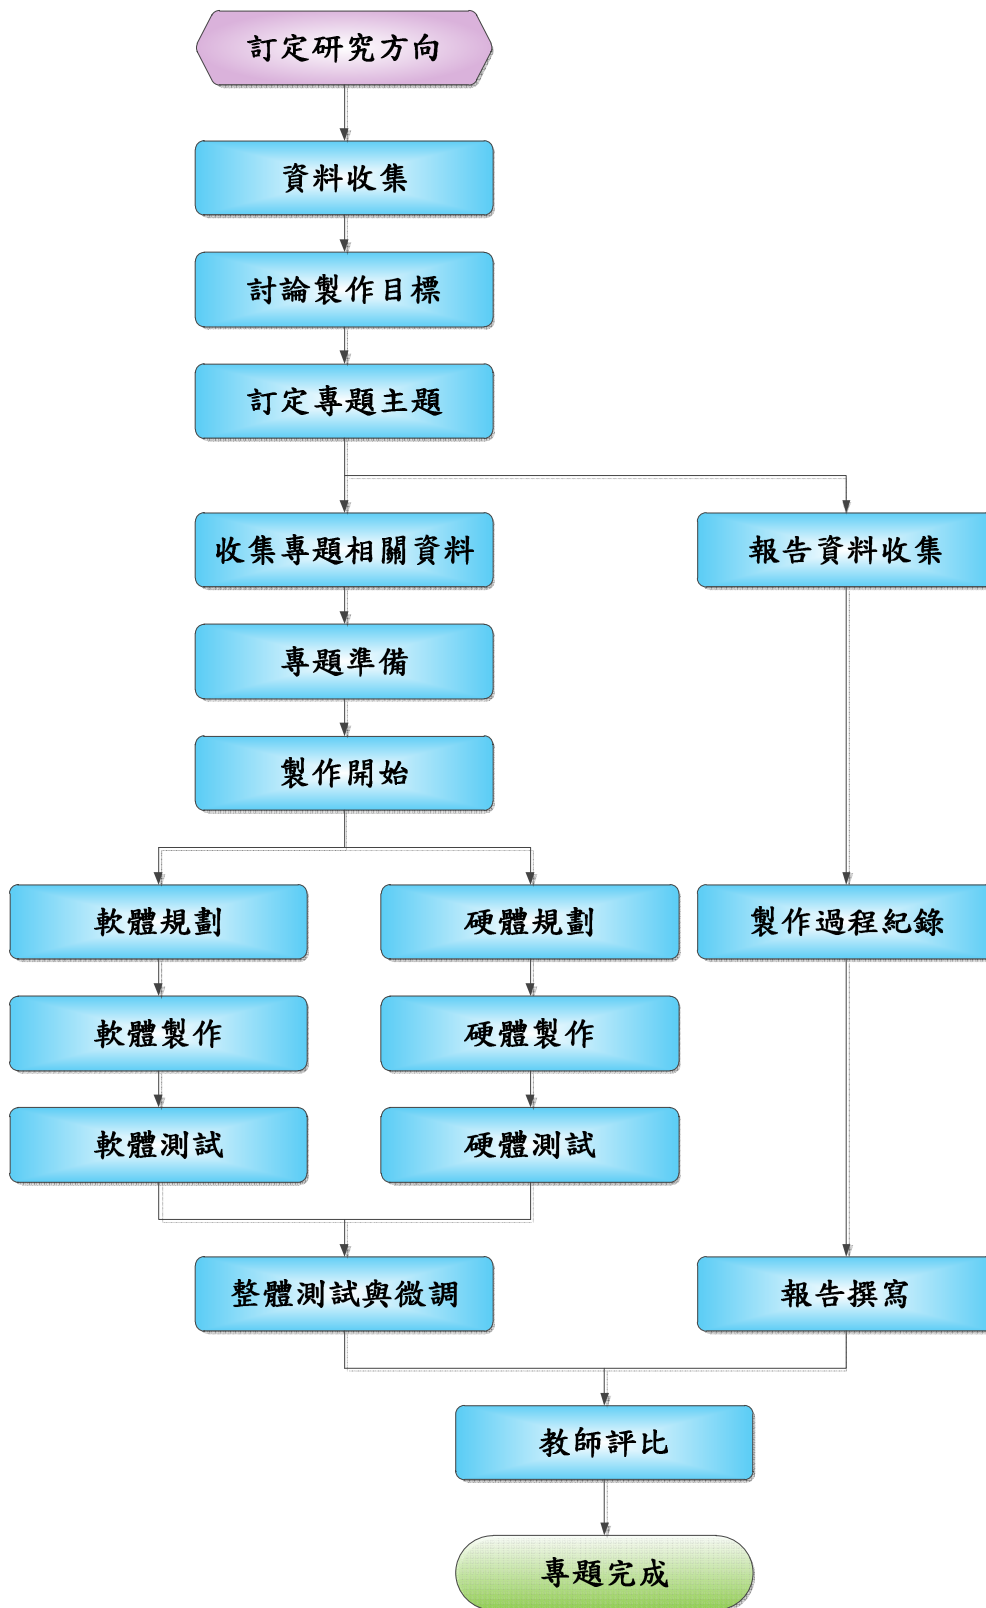 訂定研究方向
資料收集
討論製作目標
訂定專題主題
收集專題相關資料
報告資料收集
專題準備
製作開始
軟體規劃
硬體規劃
製作過程紀錄
軟體製作
硬體製作
軟體測試
硬體測試
整體測試與微調
報告撰寫
教師評比
專題完成